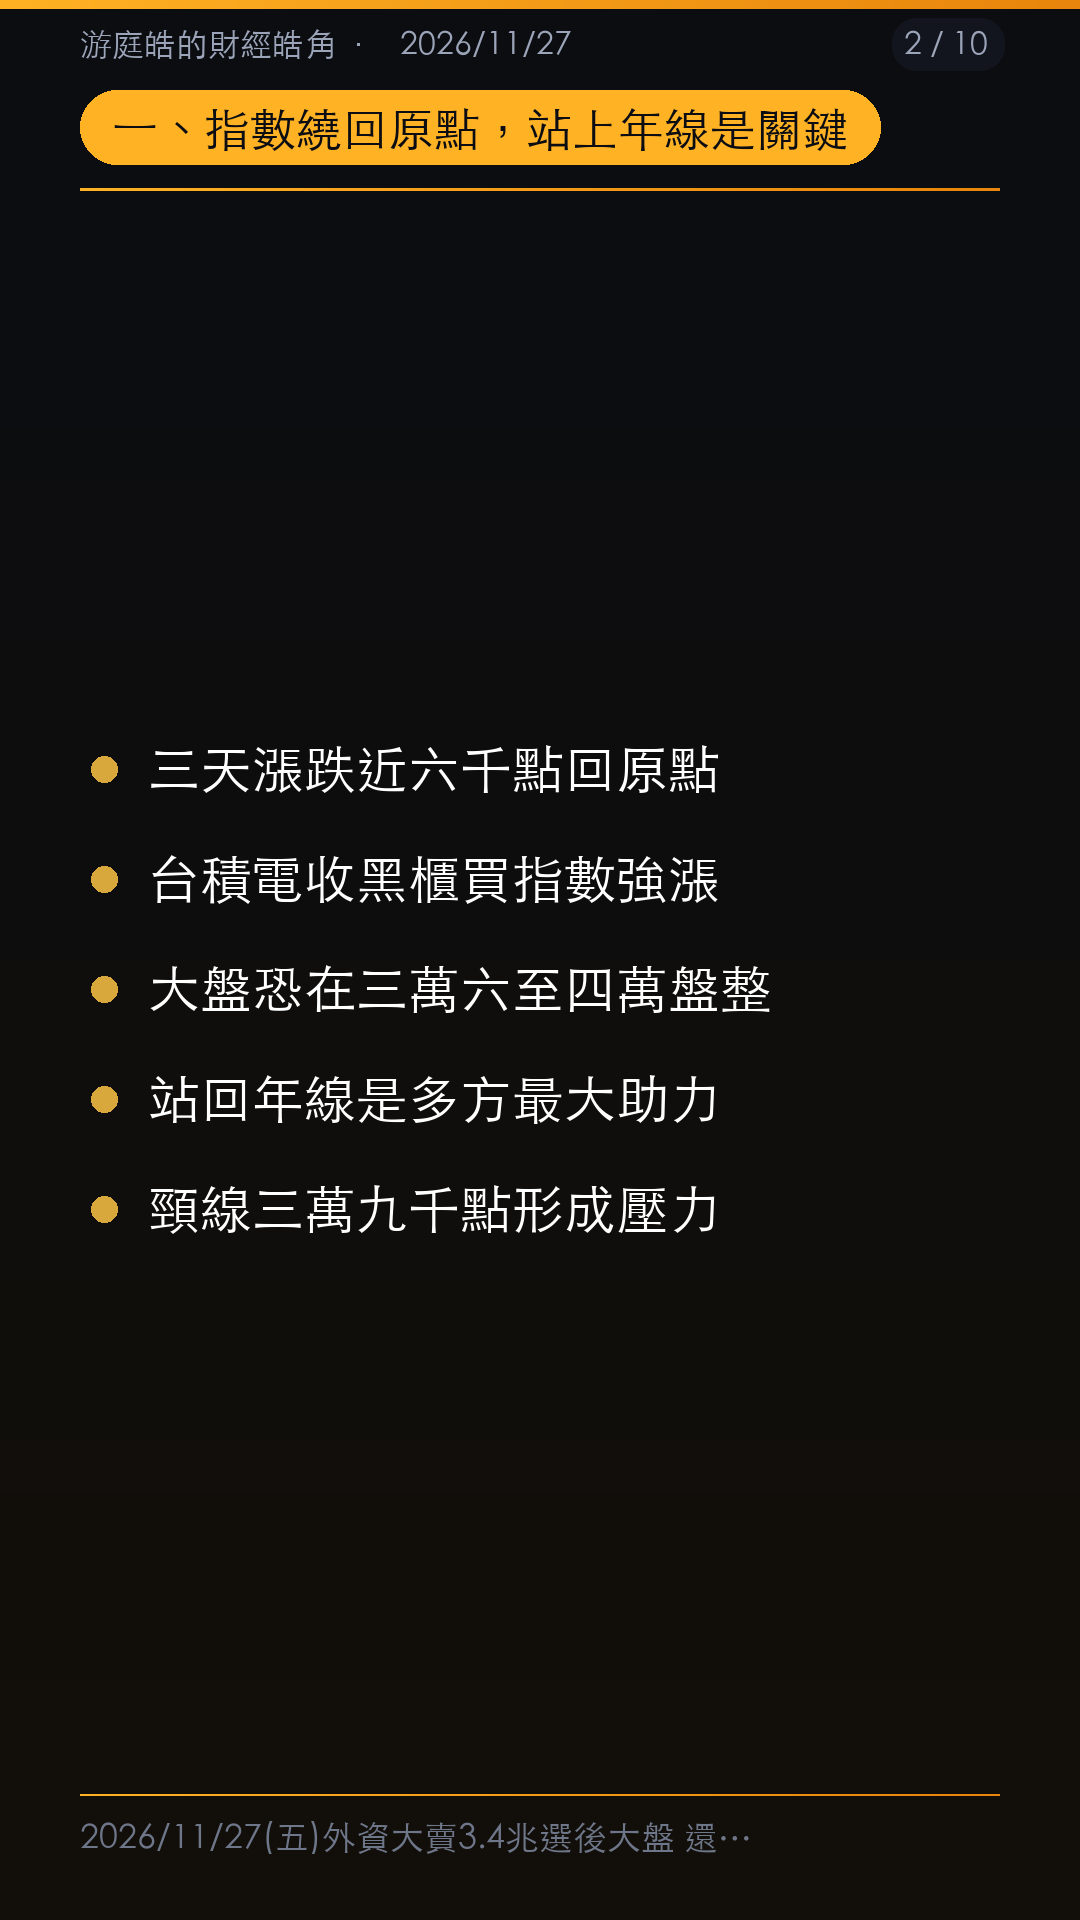 游庭皓的財經皓角 · 2026/11/27
2 / 10
一、指數繞回原點，站上年線是關鍵
三天漲跌近六千點回原點
台積電收黑櫃買指數強漲
大盤恐在三萬六至四萬盤整
站回年線是多方最大助力
頸線三萬九千點形成壓力
2026/11/27(五)外資大賣3.4兆選後大盤 還…